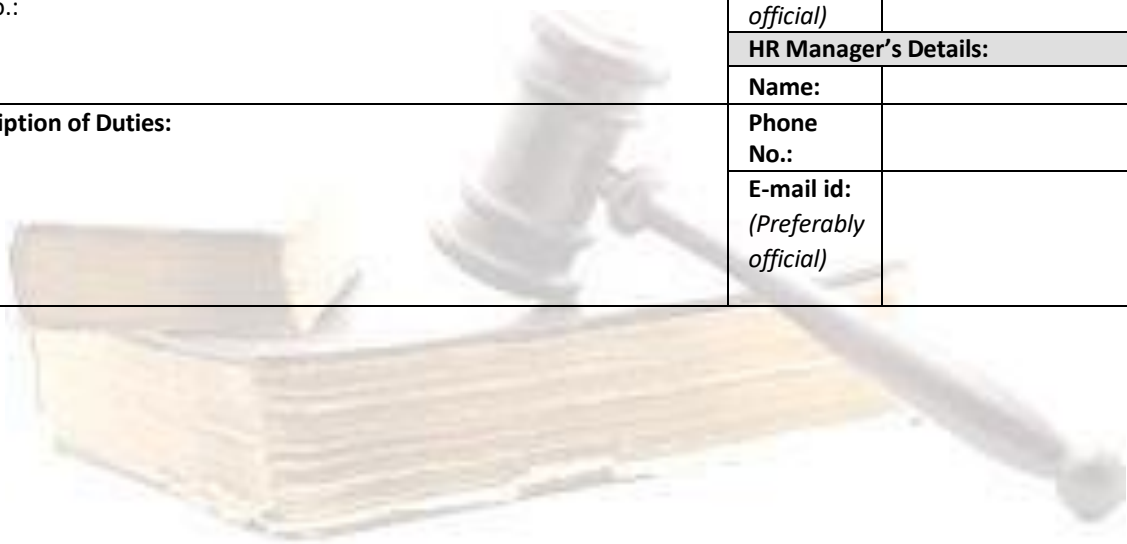 o.:
official)
HR Manager’s Details:
Name:
iption of Duties:
Phone
No.:
E-mail id:
(Preferably
official)